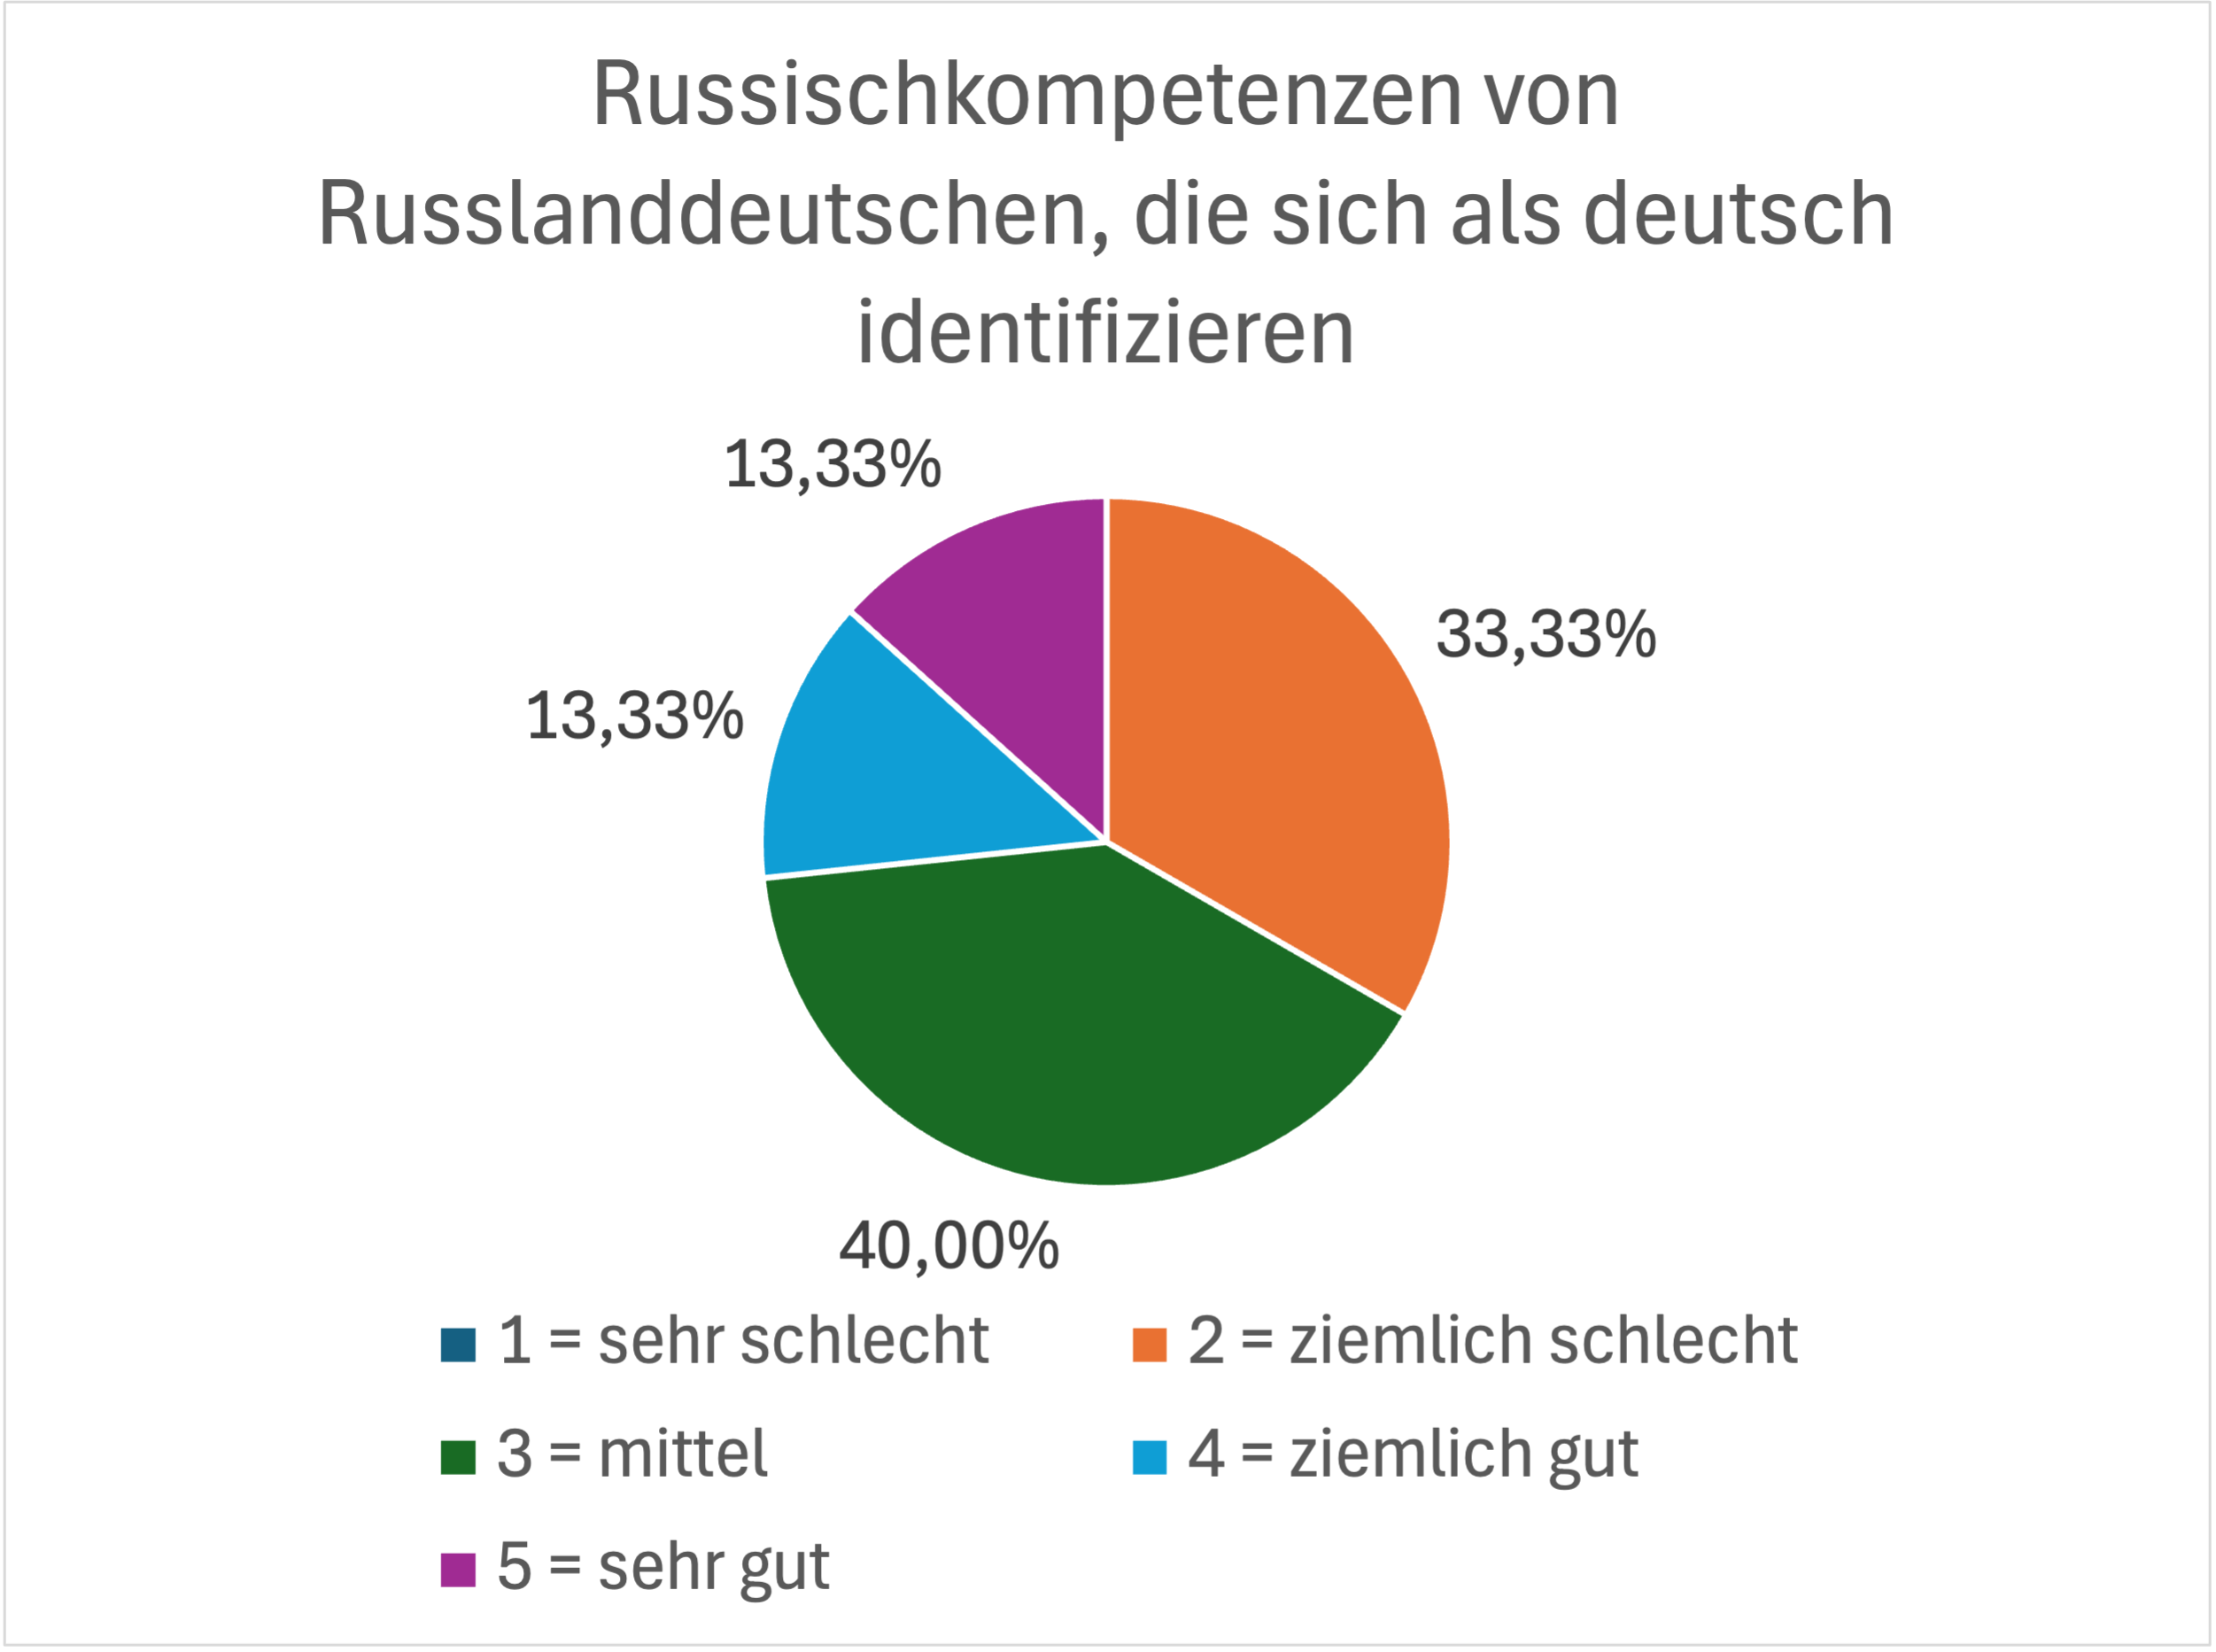 Russischkompetenzen von
Russlanddeutschen, die sich als deutsch
identifizieren
13,33%
33,33%
13,33%
40,00%
1 = sehr schlecht
2 = ziemlich schlecht
3 = mittel
4 = ziemlich gut
5 = sehr gut